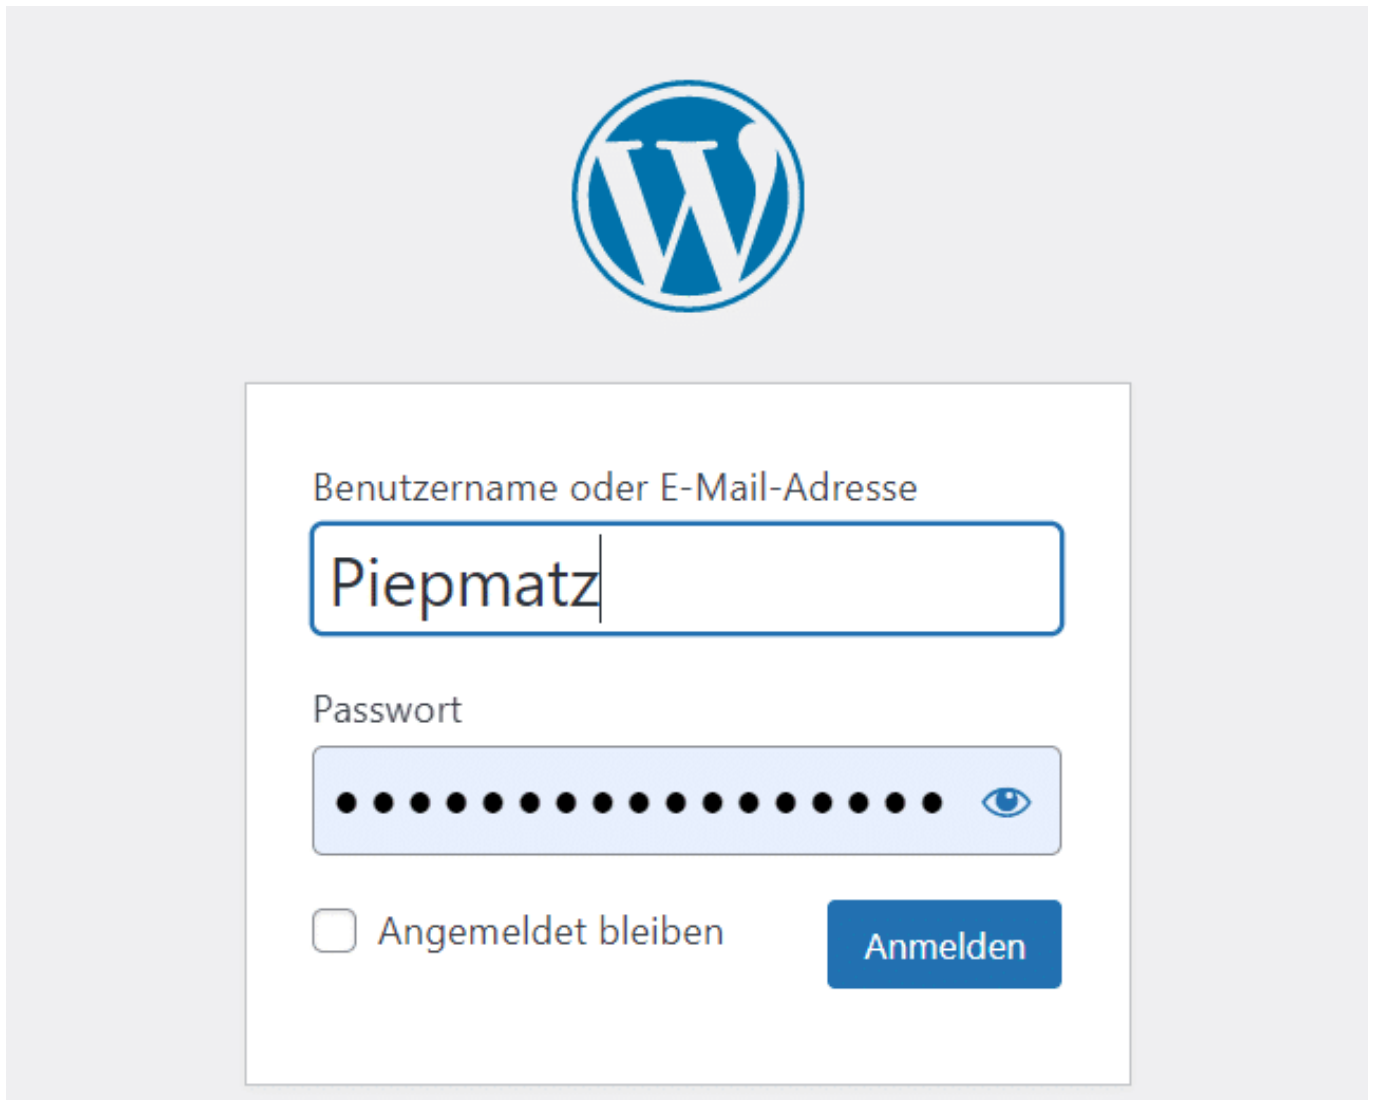 Benutzername oder E-Mail-Adresse
Piepmatz
Passwort
Angemeldet bleiben
Anmelden